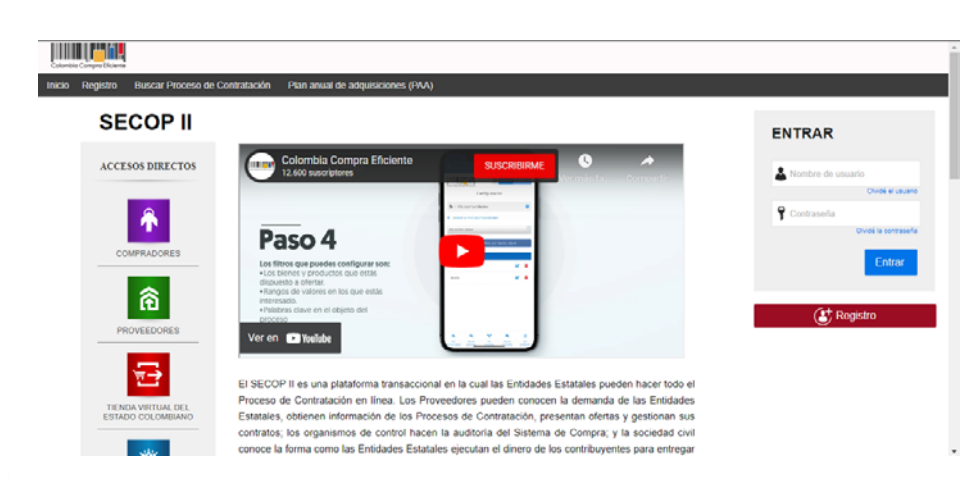 Colombia Compra Eficiente
Inicio Registro Buscar Proceso de Contratación Plan anual de adquisiciones (PAA)
SECOP II
ACCESOS DIRECTOS
COMPRADORES
PROVEEDORES
TIENDA VIRTUAL DEL
ESTADO COLOMBIANO
Colombia Compra Eficiente
12.600 suscriptores
SUSCRIBIRME
Ver más ta... Compartir
Paso 4
Los filtros que puedes configurar son:
•Los bienes y productos que estás
dispuesto a ofertar.
•Rangos de valores en los que estás
interesado.
•Palabras clave en el objeto del
proceso
Ver en YouTube
El SECOP II es una plataforma transaccional en la cual las Entidades Estatales pueden hacer todo el
Proceso de Contratación en línea. Los Proveedores pueden conocen la demanda de las Entidades
Estatales, obtienen información de los Procesos de Contratación, presentan ofertas y gestionan sus
contratos; los organismos de control hacen la auditoria del Sistema de Compra; y la sociedad civil
conoce la forma como las Entidades Estatales ejecutan el dinero de los contribuyentes para entregar
ENTRAR
Nombre de usuario
Olvidé el usuario
Contraseña
Olvidé la contraseña
Entrar
Registro